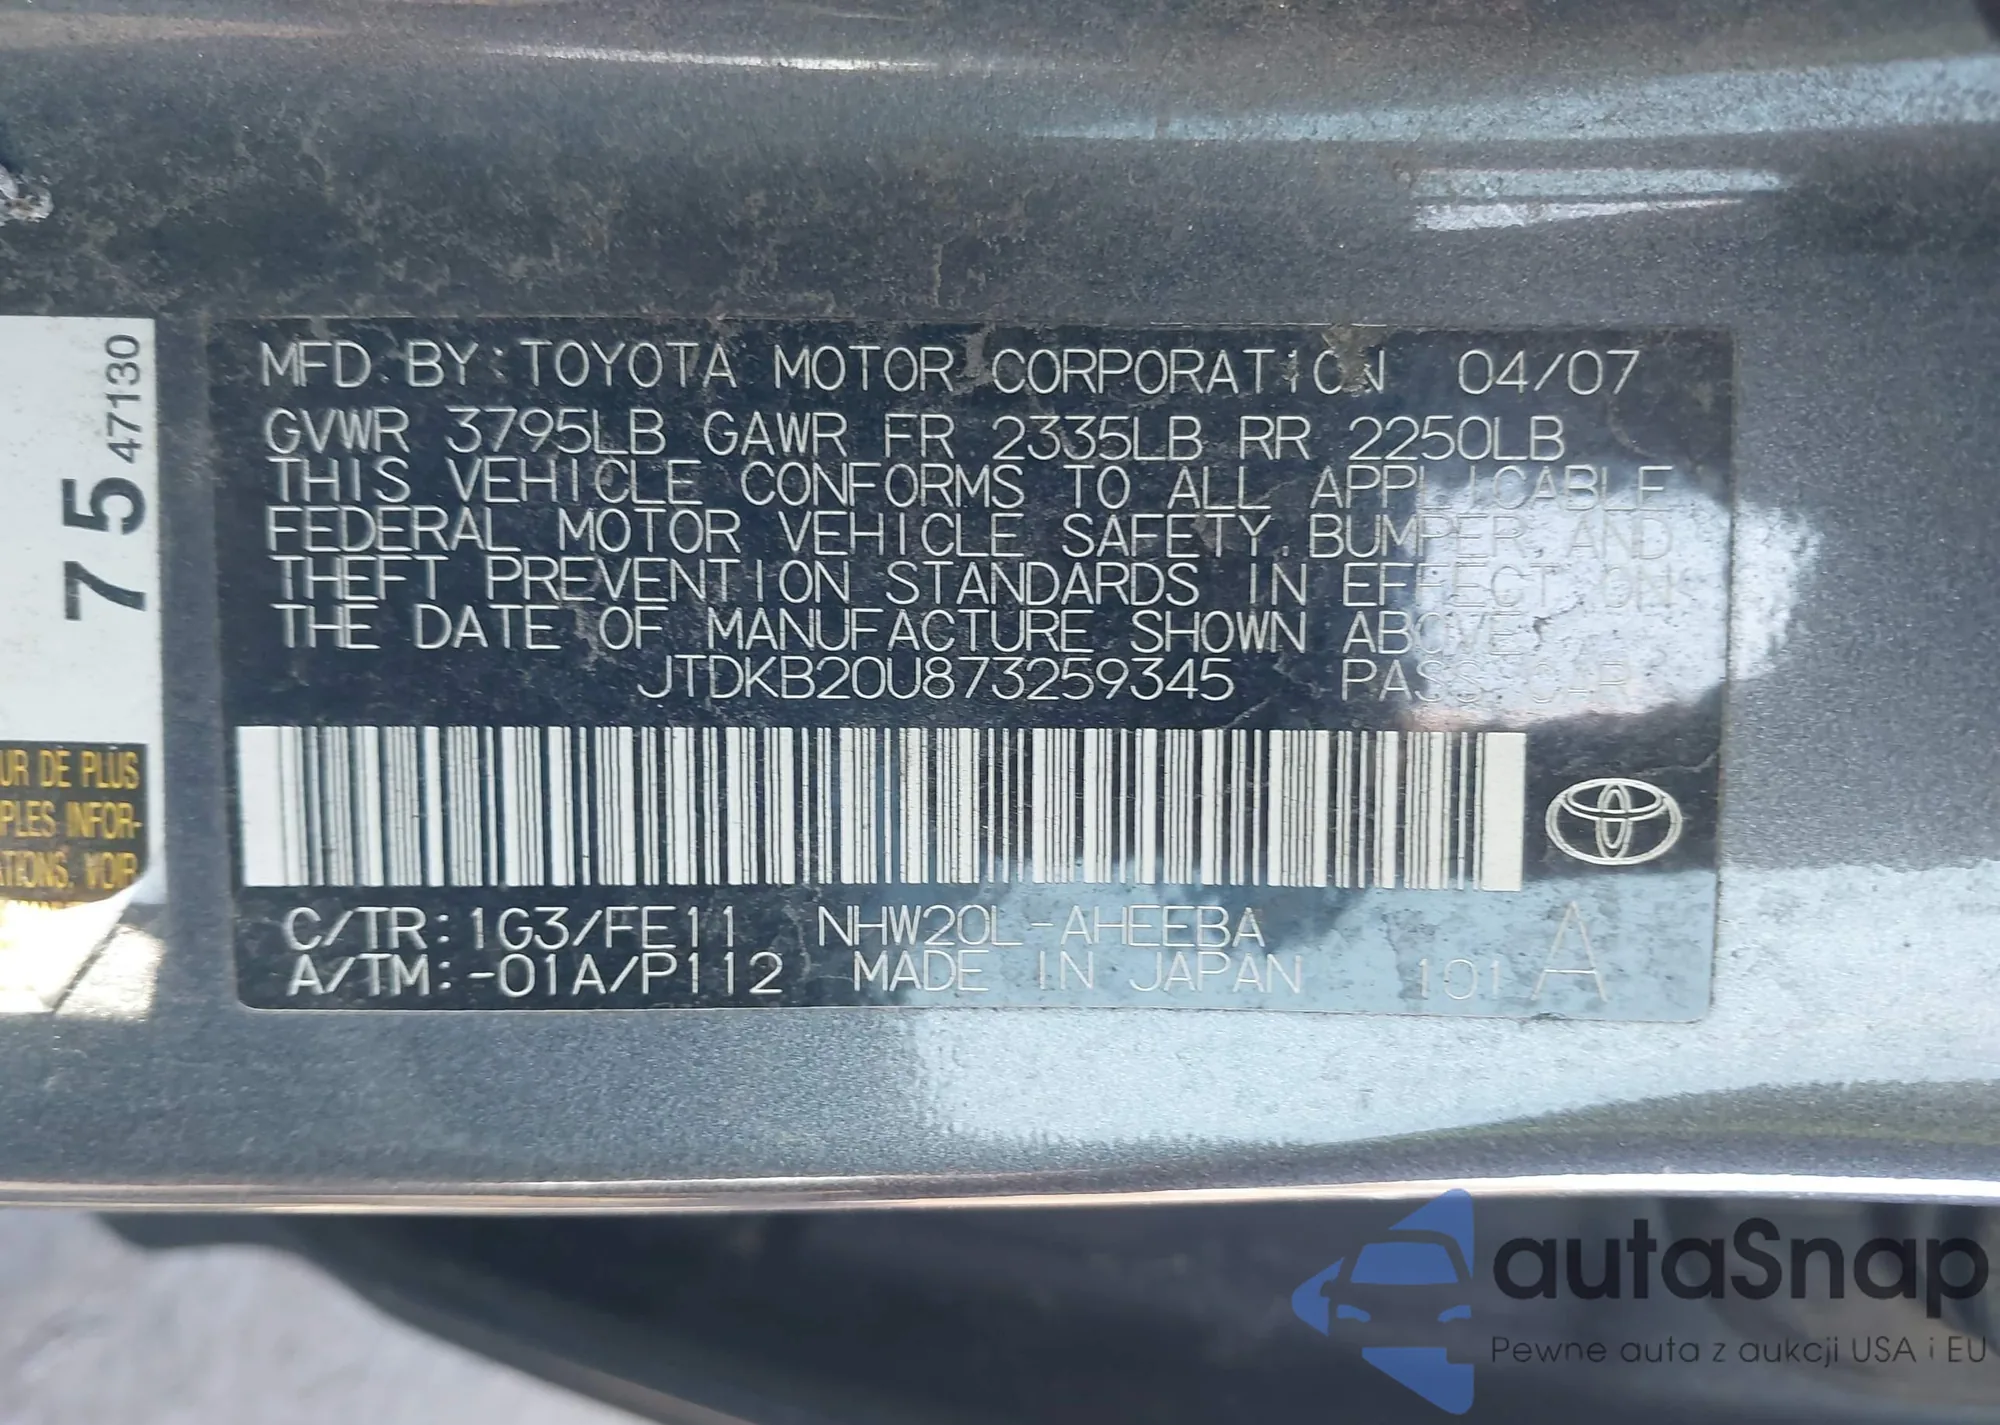 MFD. BY: TOYOTA MOTOR CORPORATION 04/07
GVWR 3795LB GAWR FR 2335LB RR 2250LB
THIS VEHICLE CONFORMS TO ALL APPLICABLE
FEDERAL MOTOR VEHICLE SAFETY, BUMPER, AND
THEFT PREVENTION STANDARDS IN EFFECT ON
THE DATE OF MANUFACTURE SHOWN ABOVE.
JTDKB20U873259345 PASS CAR
C/TR: 1G3/FE11 NHW20L-AHEEBA
A/TM: -01A/P112 MADE IN JAPAN 101 A
75 47130
UR DE PLUS
PLES INFOR-
ATIONS, VOIR
autaSnap
Pewne auta z aukcji USA i EU